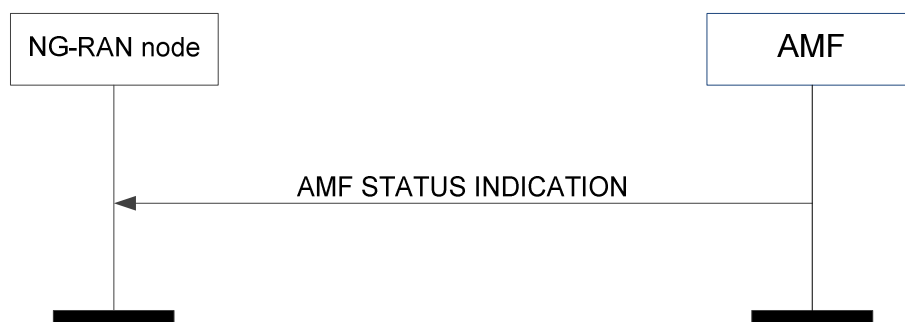 NG-RAN node
AMF
AMF STATUS INDICATION